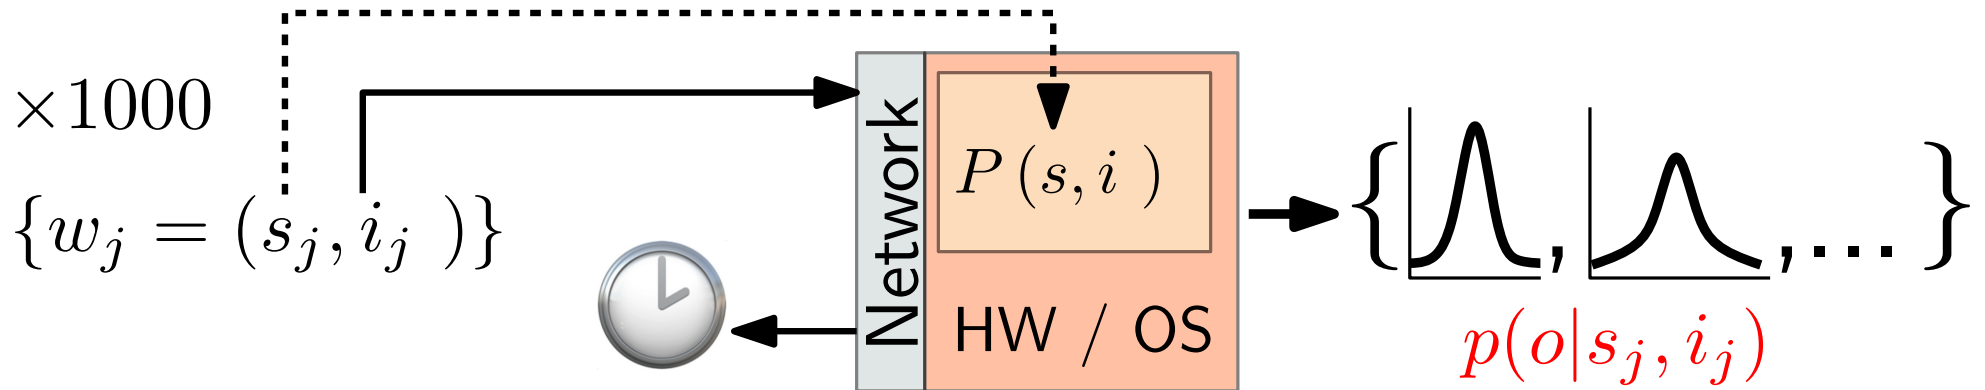 ×1000
{w_j = (s_j, i_j )}
Network
P (s, i )
HW / OS
{ , , ... }
p(o|s_j, i_j)